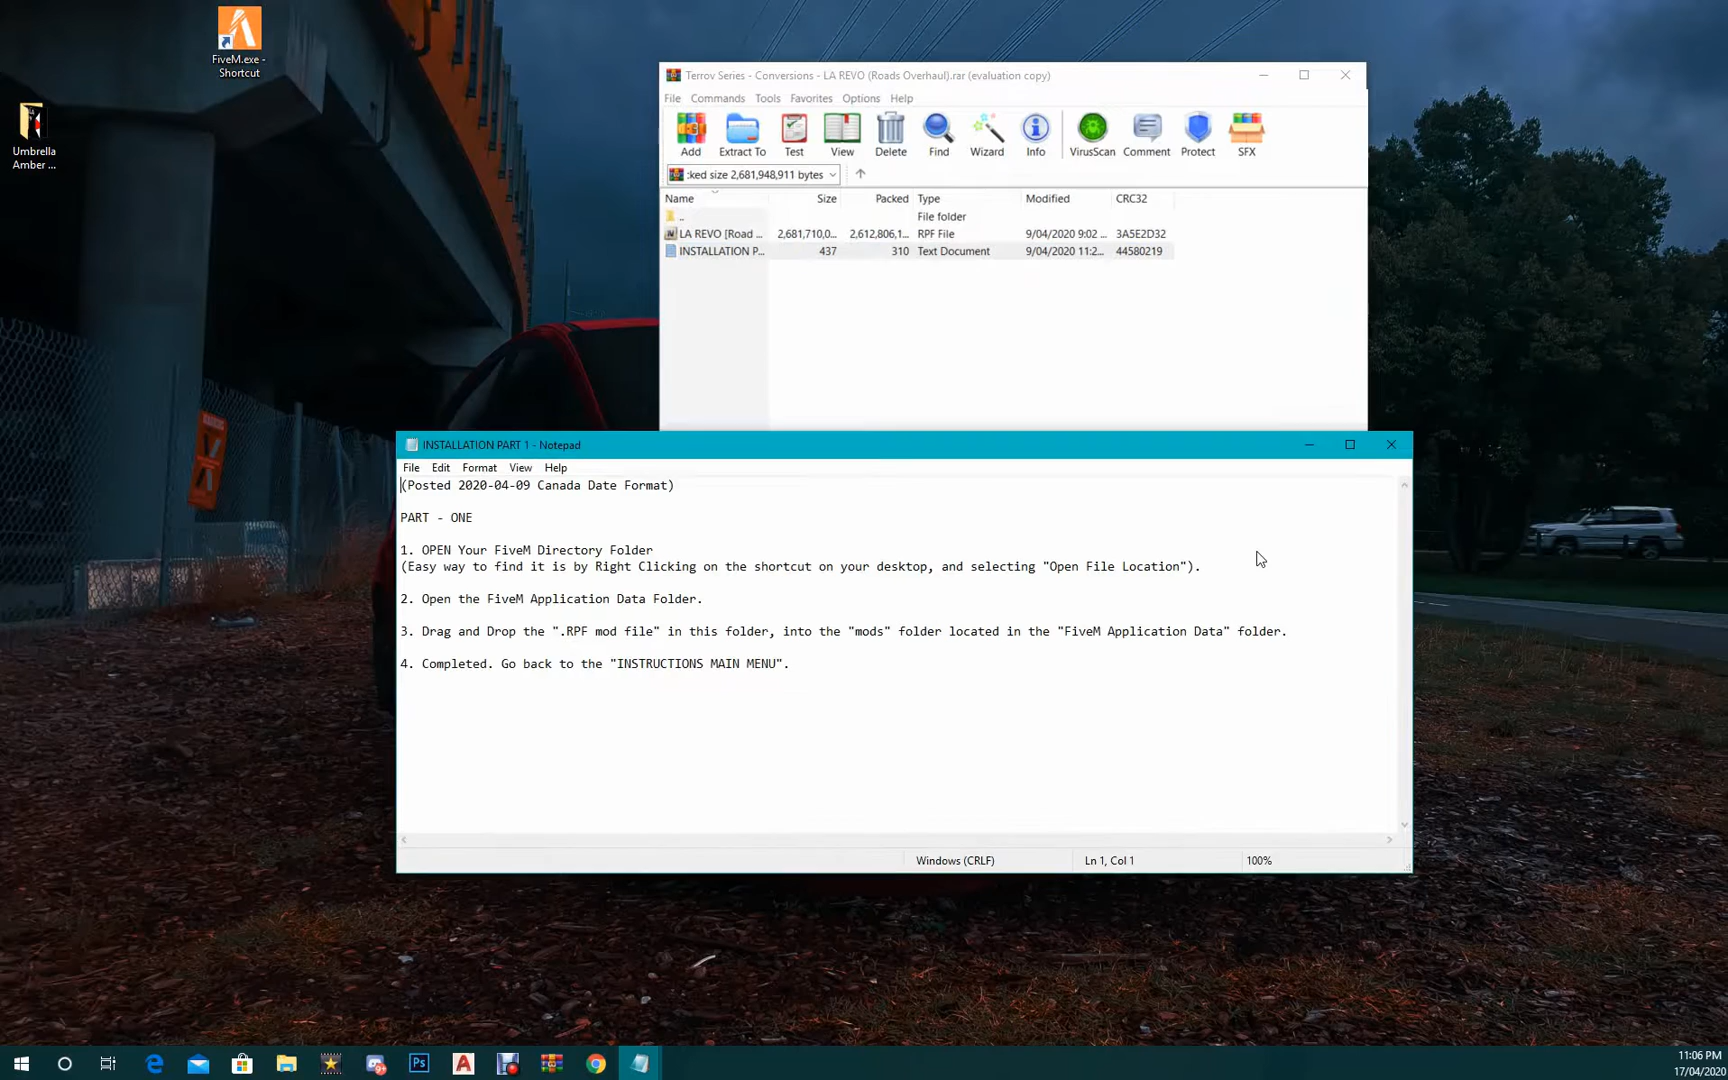 FiveM.exe -
Shortcut
Umbrella
Amber ...
Terrov Series - Conversions - LA REVO (Roads Overhaul).rar (evaluation copy)
File Commands Tools Favorites Options Help
Add Extract To Test View Delete Find Wizard Info VirusScan Comment Protect SFX
:ked size 2,681,948,911 bytes
Name Size Packed Type Modified CRC32
.. File folder
LA REVO [Road ... 2,681,710,0... 2,612,806,1... RPF File 9/04/2020 9:02 ... 3A5E2D32
INSTALLATION P... 437 310 Text Document 9/04/2020 11:2... 44580219
INSTALLATION PART 1 - Notepad
File Edit Format View Help
(Posted 2020-04-09 Canada Date Format)
PART - ONE
1. OPEN Your FiveM Directory Folder
(Easy way to find it is by Right Clicking on the shortcut on your desktop, and selecting "Open File Location").
2. Open the FiveM Application Data Folder.
3. Drag and Drop the ".RPF mod file" in this folder, into the "mods" folder located in the "FiveM Application Data" folder.
4. Completed. Go back to the "INSTRUCTIONS MAIN MENU".
Windows (CRLF) Ln 1, Col 1 100%
Ps
11:06 PM
17/04/2020